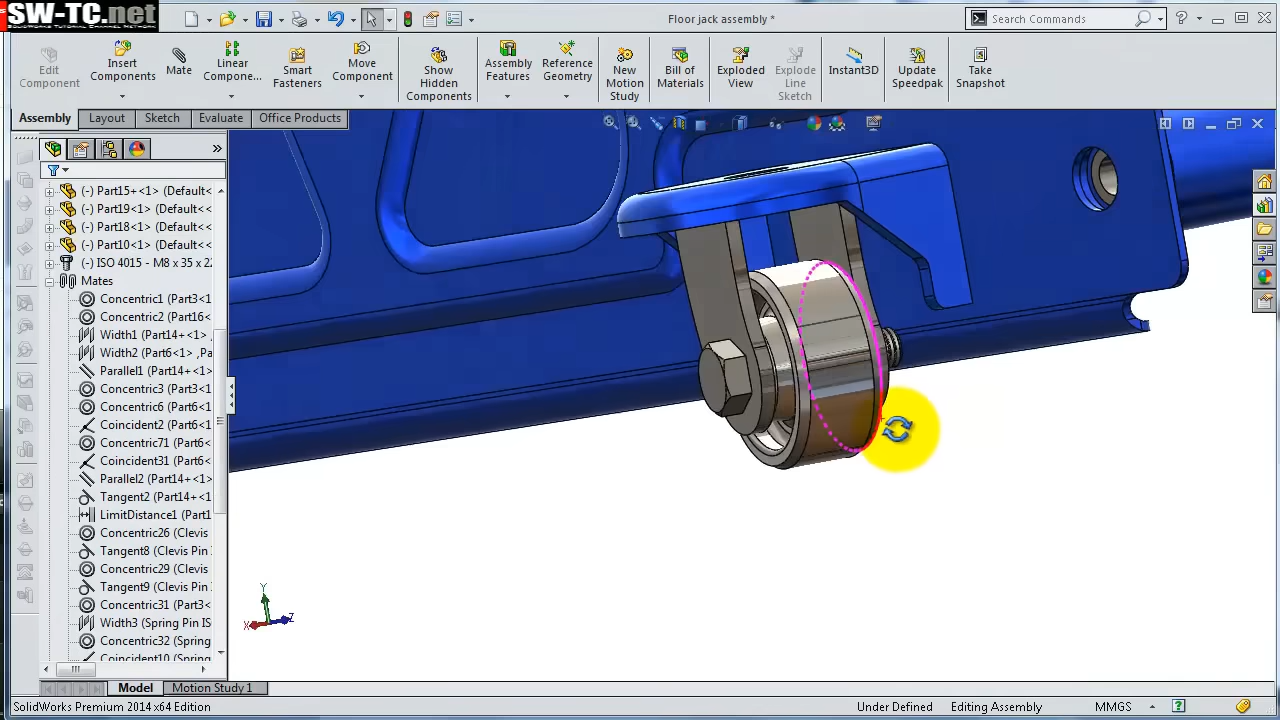 SW-TC.net
SOLIDWORKS TUTORIAL CHANNEL NETWORK
Floor jack assembly *
Search Commands
Edit Component
Insert Components
Mate
Linear Compone...
Smart Fasteners
Move Component
Show Hidden Components
Assembly Features
Reference Geometry
New Motion Study
Bill of Materials
Exploded View
Explode Line Sketch
Instant3D
Update Speedpak
Take Snapshot
Assembly
Layout
Sketch
Evaluate
Office Products
(-) Part15+<1> (Default<
(-) Part19<1> (Default<<
(-) Part18<1> (Default<<
(-) Part10<1> (Default<<
(-) ISO 4015 - M8 x 35 x 22
Mates
Concentric1 (Part3<1
Concentric2 (Part16<
Width1 (Part14+<1> ,
Width2 (Part6<1> ,Pa
Parallel1 (Part14+<1>
Concentric3 (Part3<1
Concentric6 (Part6<1
Coincident2 (Part6<1
Concentric71 (Part6<
Coincident31 (Part6<
Parallel2 (Part14+<1>
Tangent2 (Part14+<1
LimitDistance1 (Part1
Concentric26 (Clevis
Tangent8 (Clevis Pin
Concentric29 (Clevis
Tangent9 (Clevis Pin
Concentric31 (Part3<
Width3 (Spring Pin IS
Concentric32 (Spring
Coincident10 (Spring
Y
X
Z
Model
Motion Study 1
SolidWorks Premium 2014 x64 Edition
Under Defined
Editing Assembly
MMGS